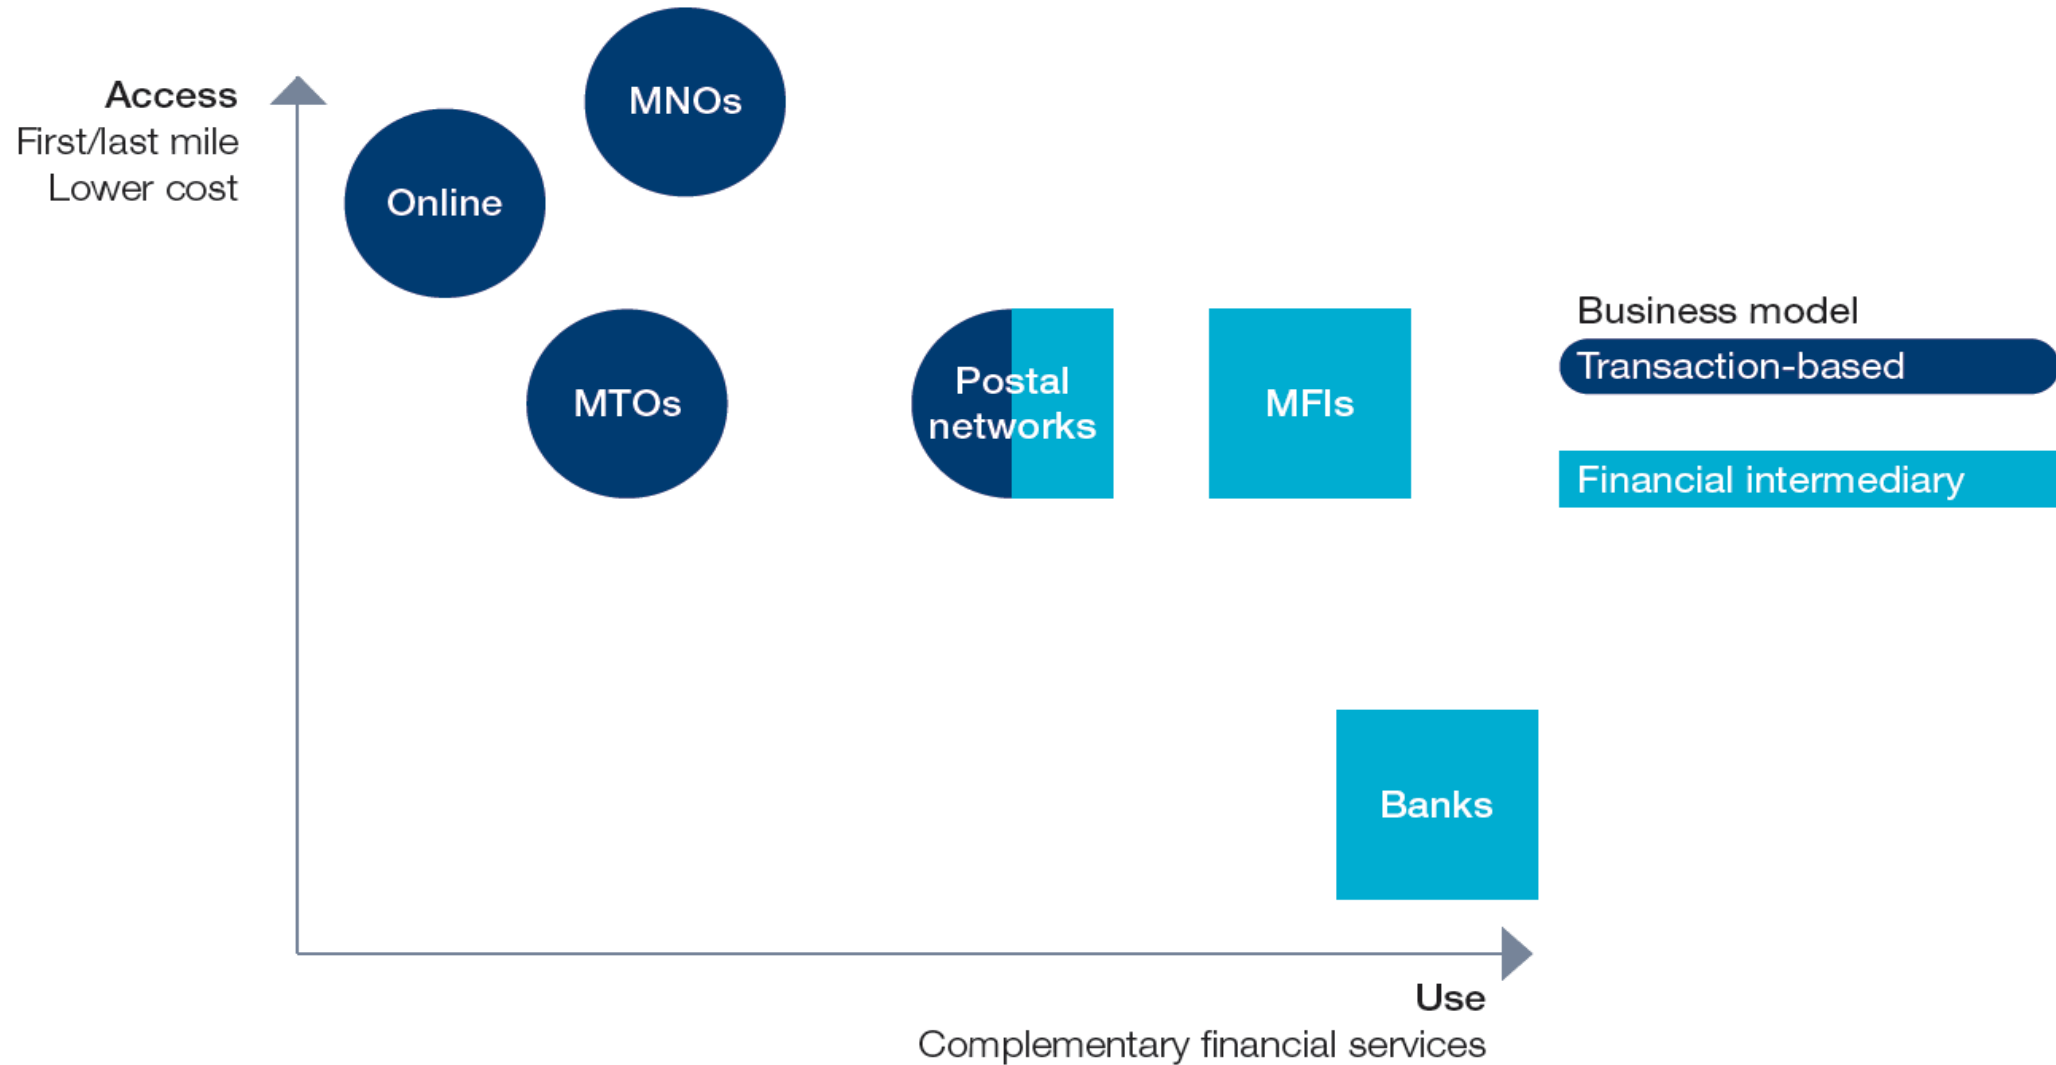 Access
First/last mile
Lower cost
MNOs
Online
MTOs
Postal
networks
MFIs
Business model
Transaction-based
Financial intermediary
Banks
Use
Complementary financial services